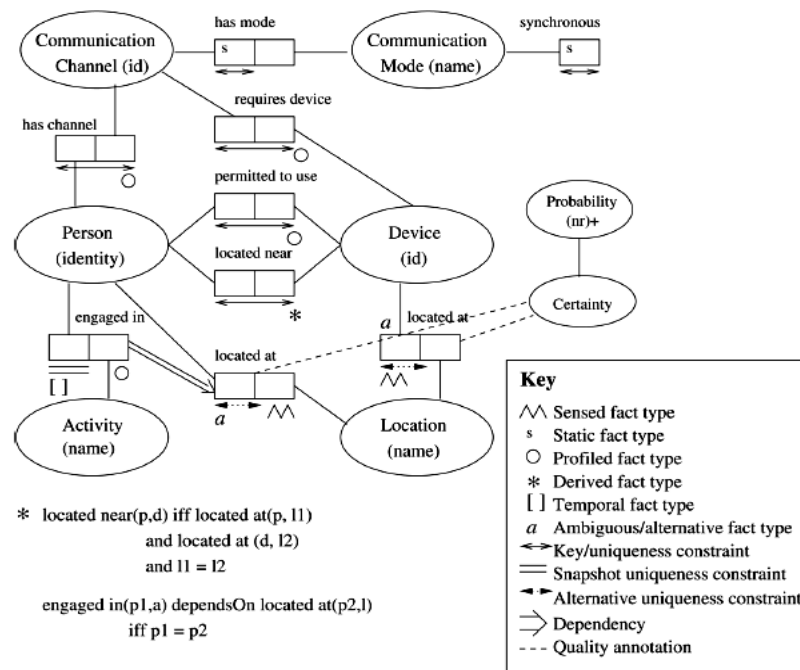 has mode
synchronous
Communication
Channel (id)
s
Communication
Mode (name)
s
requires device
has channel
permitted to use
Probability
(nr)+
Person
(identity)
Device
(id)
located near
*
Certainty
engaged in
a
located at
located at
[ ]
a
Activity
(name)
Location
(name)
Key
Sensed fact type
s Static fact type
Profiled fact type
* Derived fact type
[ ] Temporal fact type
a Ambiguous/alternative fact type
Key/uniqueness constraint
Snapshot uniqueness constraint
Alternative uniqueness constraint
Dependency
Quality annotation
* located near(p,d) iff located at(p, l1)
and located at (d, l2)
and l1 = l2
engaged in(p1,a) dependsOn located at(p2,l)
iff p1 = p2